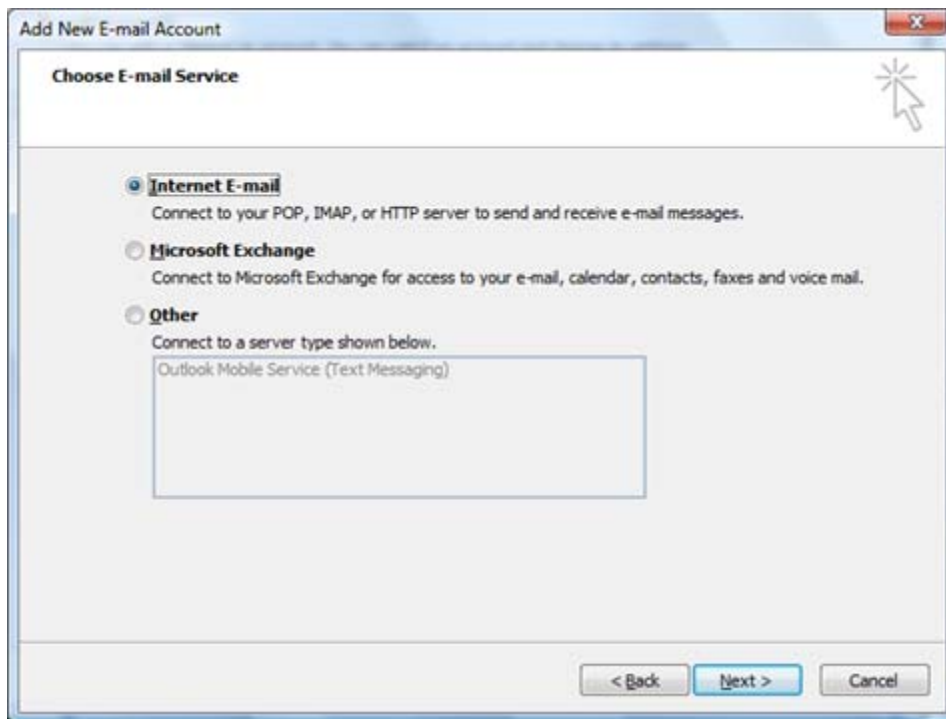 Add New E-mail Account
Choose E-mail Service
Internet E-mail
Connect to your POP, IMAP, or HTTP server to send and receive e-mail messages.
Microsoft Exchange
Connect to Microsoft Exchange for access to your e-mail, calendar, contacts, faxes and voice mail.
Other
Connect to a server type shown below.
Outlook Mobile Service (Text Messaging)
< Back Next > Cancel